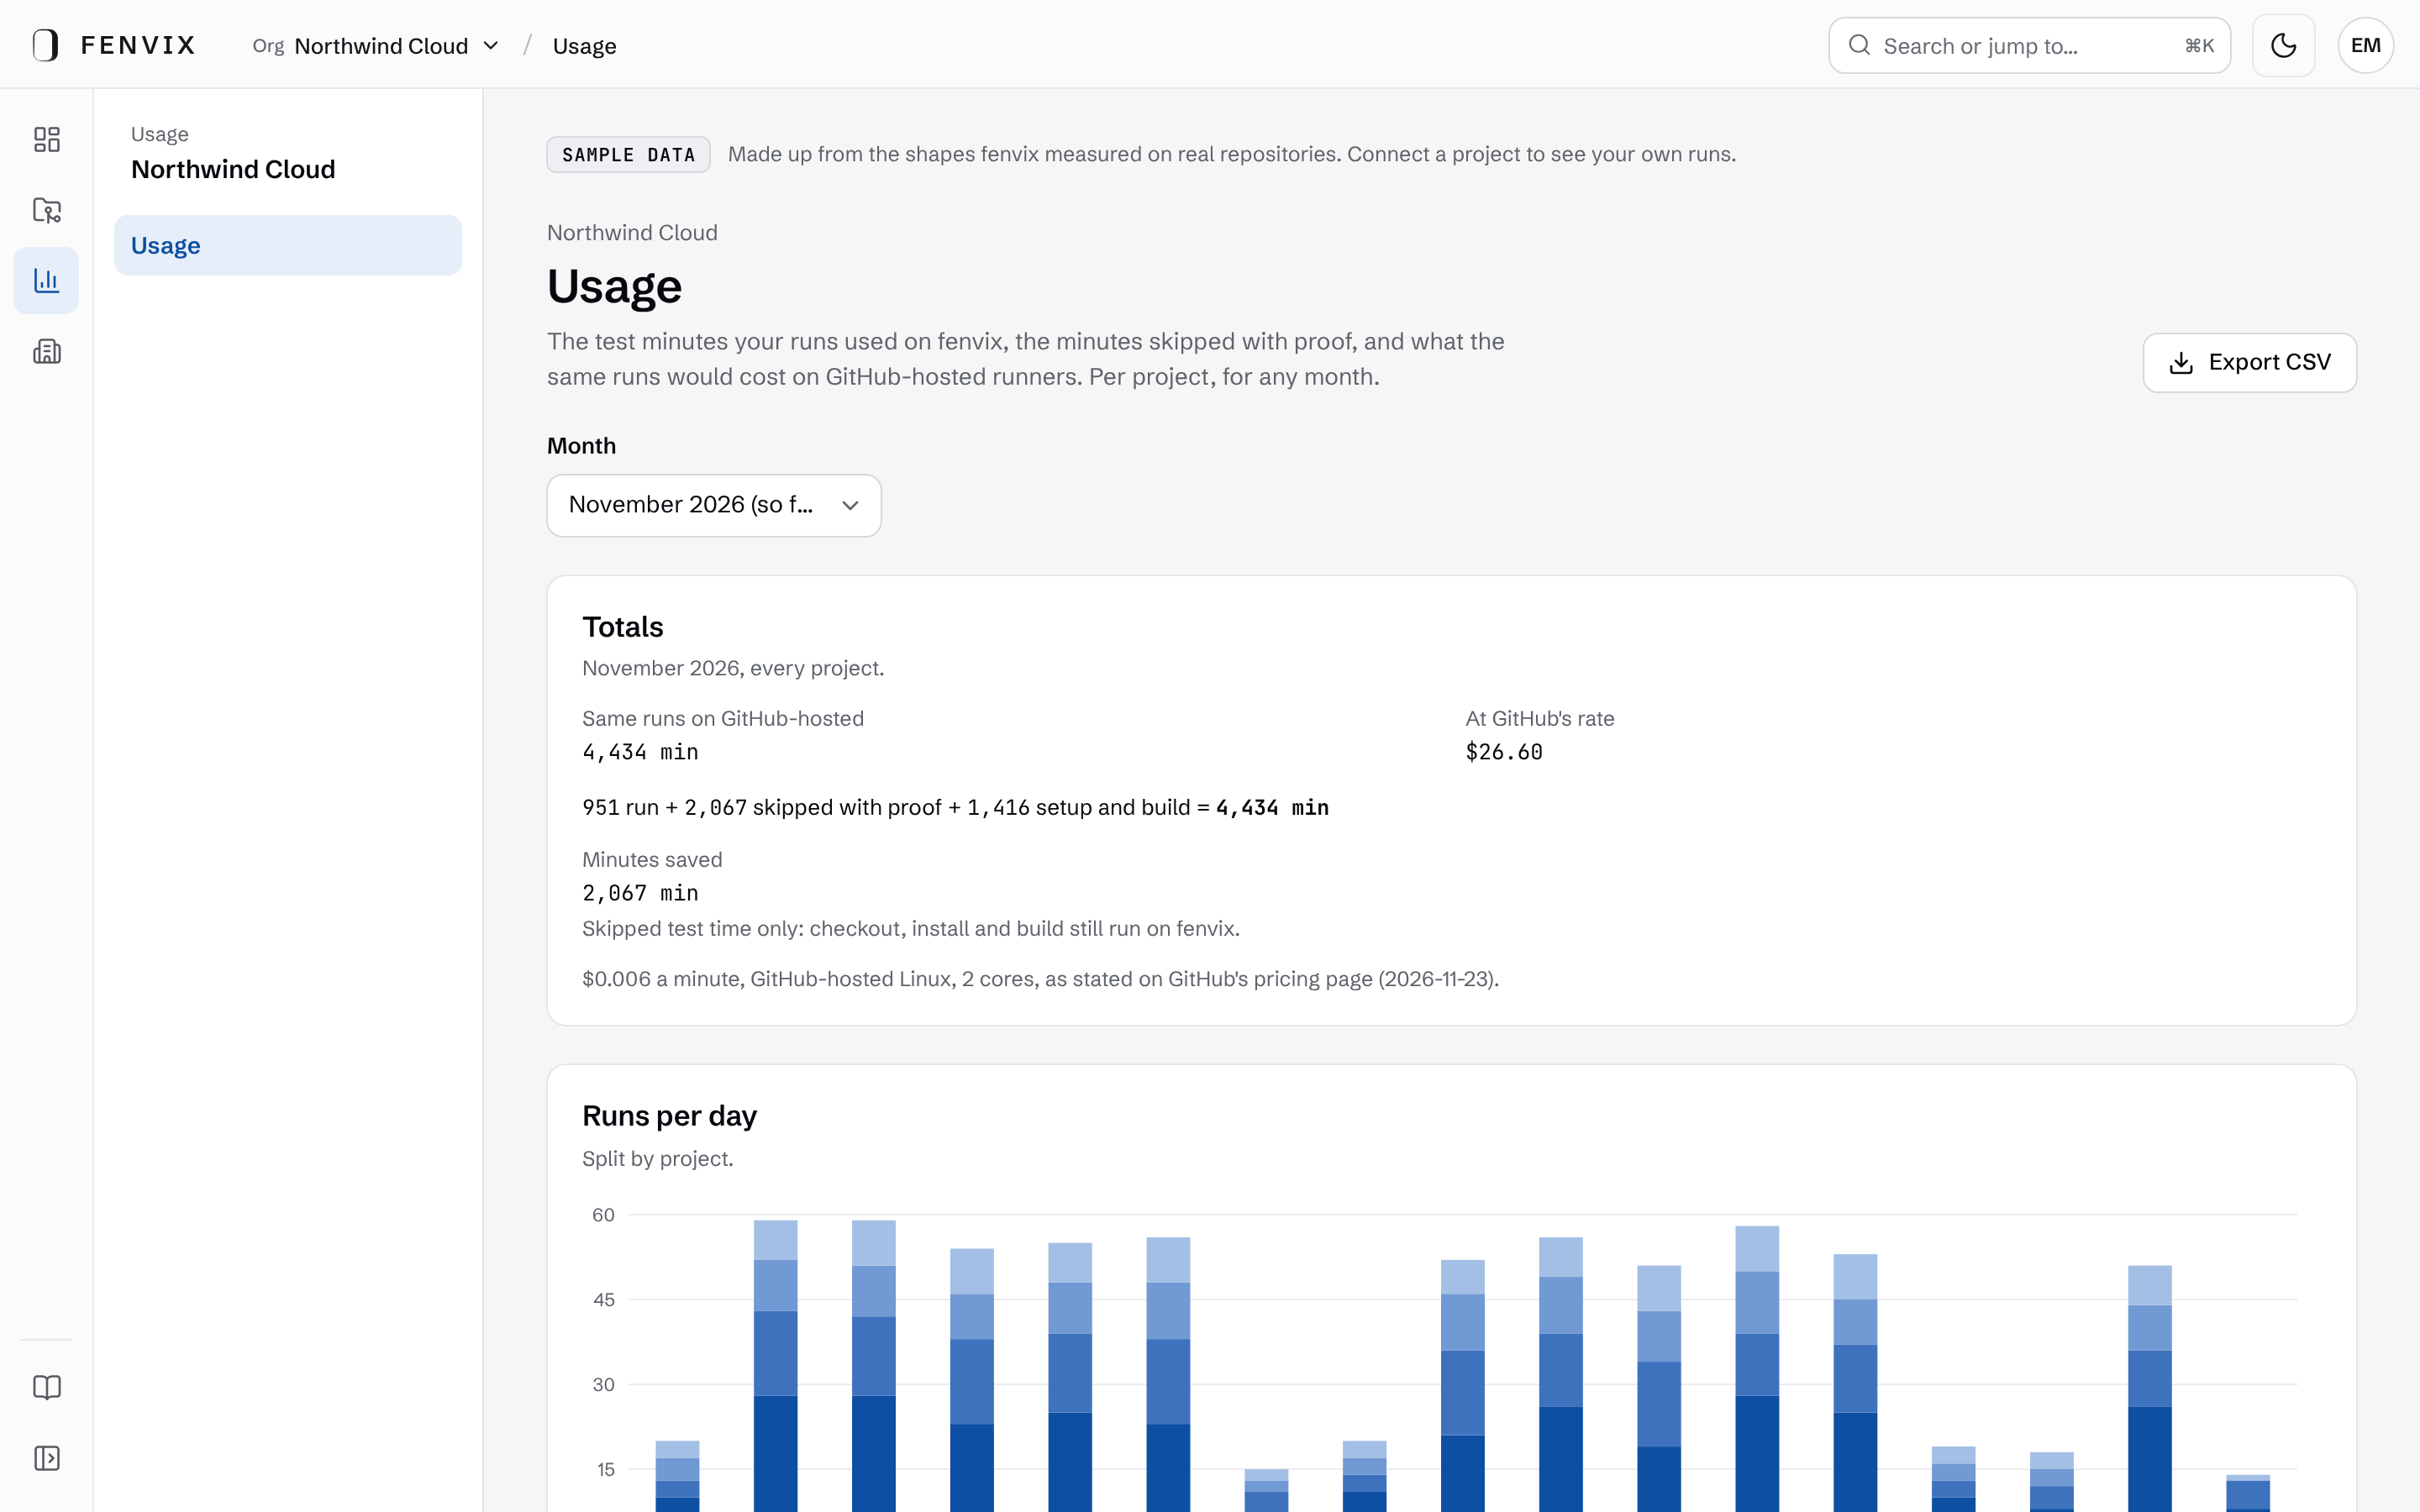 FENVIX
Org Northwind Cloud / Usage
Search or jump to... ⌘K
EM
Usage
Northwind Cloud
Usage
SAMPLE DATA Made up from the shapes fenvix measured on real repositories. Connect a project to see your own runs.
Northwind Cloud
Usage
The test minutes your runs used on fenvix, the minutes skipped with proof, and what the
same runs would cost on GitHub-hosted runners. Per project, for any month.
Export CSV
Month
November 2026 (so f...
Totals
November 2026, every project.
Same runs on GitHub-hosted
4,434 min
At GitHub's rate
$26.60
951 run + 2,067 skipped with proof + 1,416 setup and build = 4,434 min
Minutes saved
2,067 min
Skipped test time only: checkout, install and build still run on fenvix.
$0.006 a minute, GitHub-hosted Linux, 2 cores, as stated on GitHub's pricing page (2026-11-23).
Runs per day
Split by project.
60
45
30
15